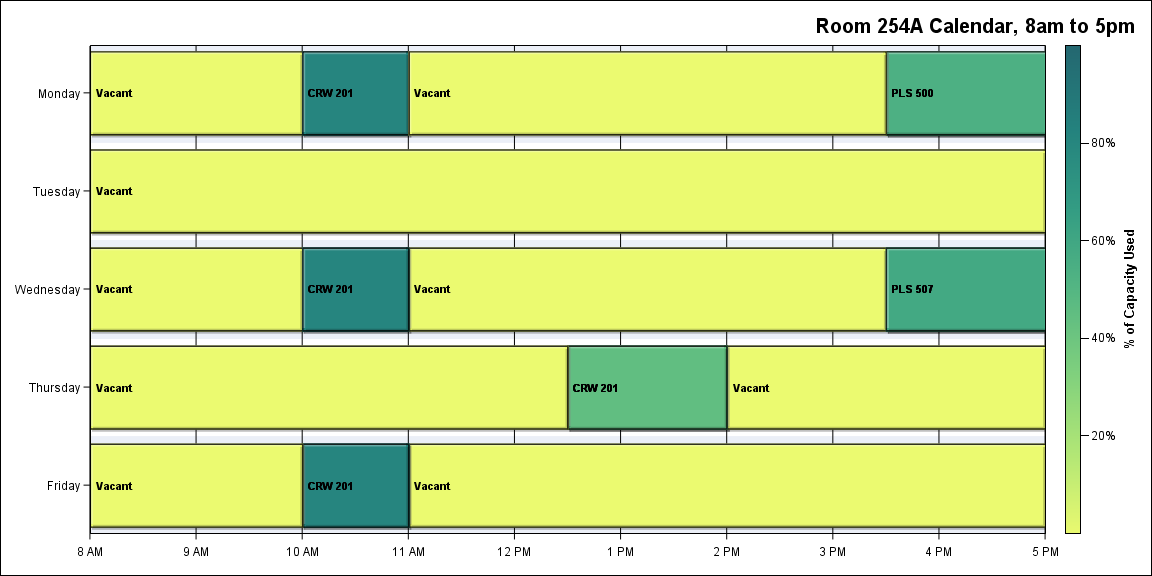 Room 254A Calendar, 8am to 5pm
Monday
Vacant
CRW 201
Vacant
PLS 500
80%
Tuesday
Vacant
60%
% of Capacity Used
Wednesday
Vacant
CRW 201
Vacant
PLS 507
40%
Thursday
Vacant
CRW 201
Vacant
20%
Friday
Vacant
CRW 201
Vacant
8 AM
9 AM
10 AM
11 AM
12 PM
1 PM
2 PM
3 PM
4 PM
5 PM